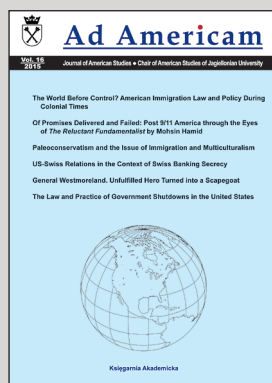 Ad Americam
Vol. 16
2015
Journal of American Studies ● Chair of American Studies of Jagiellonian University
The World Before Control? American Immigration Law and Policy During
Colonial Times
Of Promises Delivered and Failed: Post 9/11 America through the Eyes
of The Reluctant Fundamentalist by Mohsin Hamid
Paleoconservatism and the Issue of Immigration and Multiculturalism
US-Swiss Relations in the Context of Swiss Banking Secrecy
General Westmoreland. Unfulfilled Hero Turned into a Scapegoat
The Law and Practice of Government Shutdowns in the United States
Księgarnia Akademicka